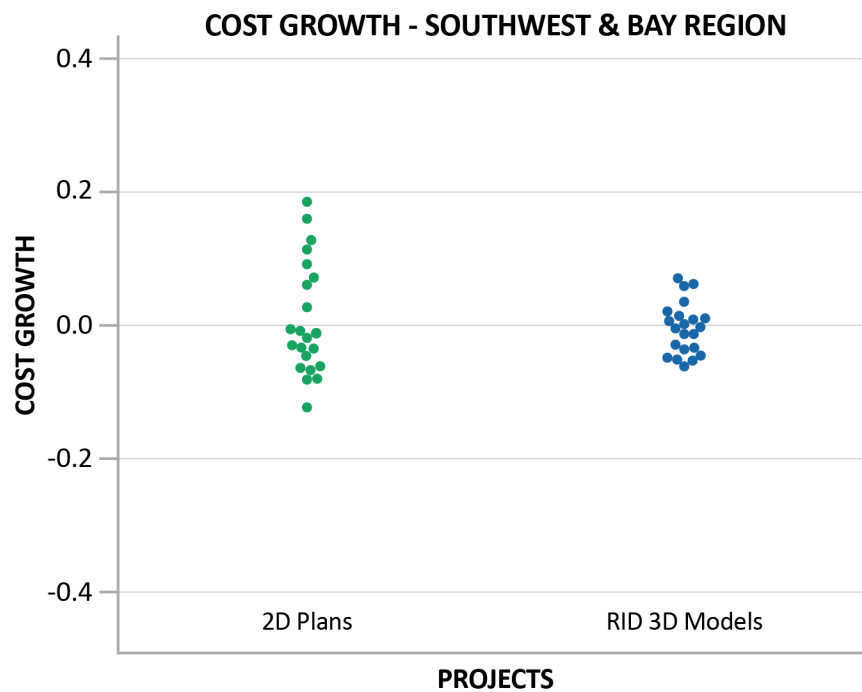 COST GROWTH - SOUTHWEST & BAY REGION
0.4
0.2
0.0
-0.2
-0.4
COST GROWTH
2D Plans
RID 3D Models
PROJECTS